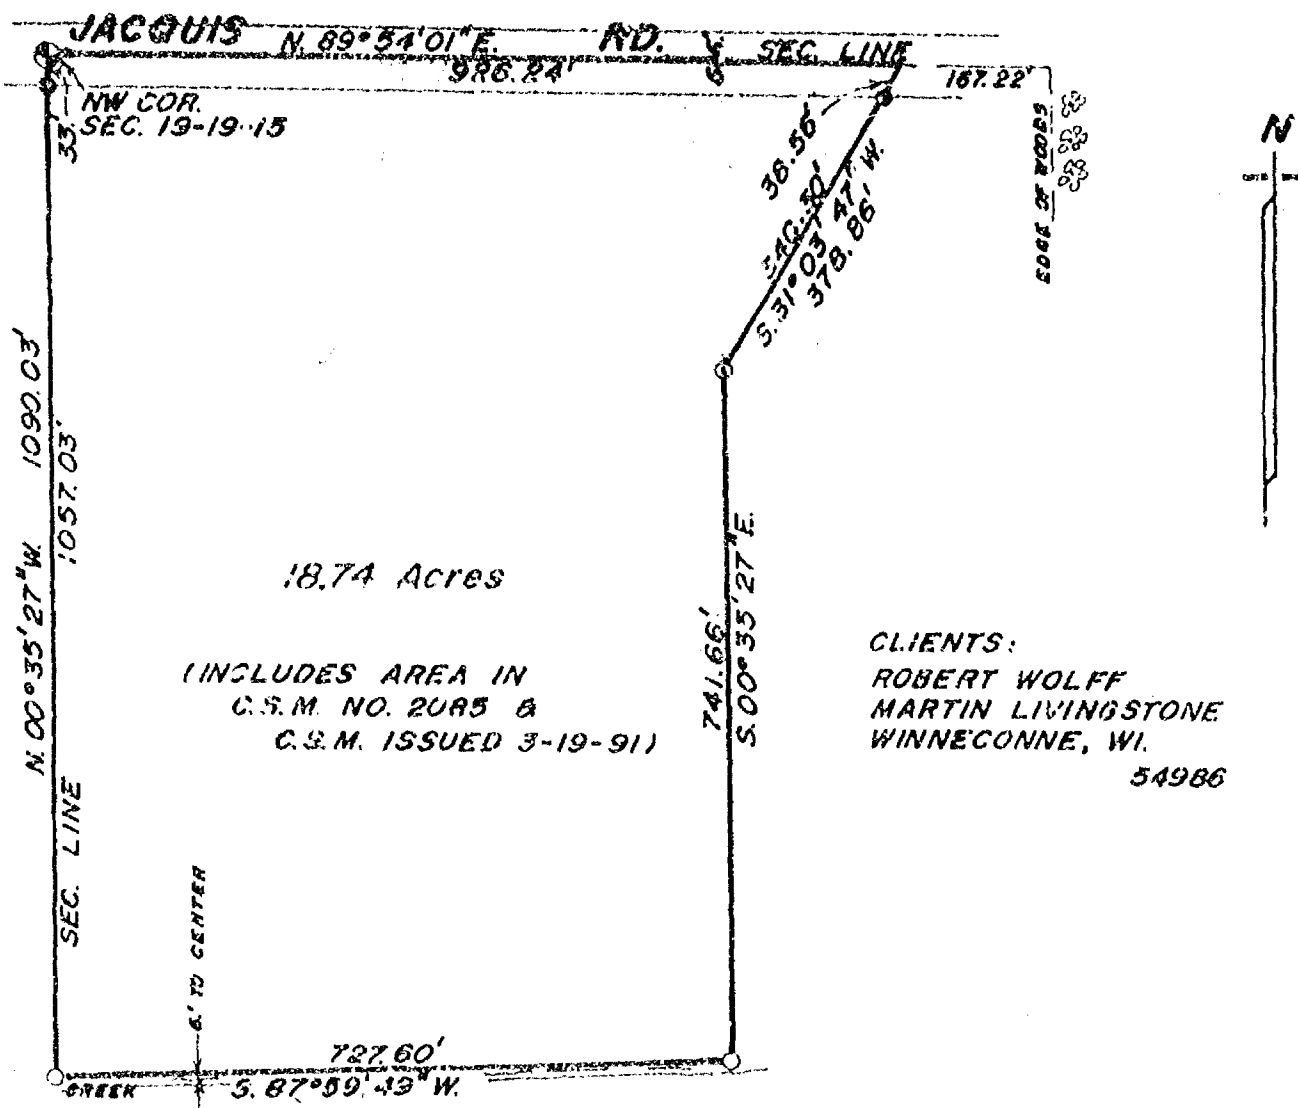 JACQUIS RD.
N. 89°54'01"E.
926.24'
SEC. LINE
167.22'
NW COR.
SEC. 19-19-15
33'
38.56'
340.30'
S. 31°03'47" W.
378.86'
EDGE OF WOODS
N
N. 00°35'27" W. 1090.03'
1057.03'
SEC. LINE
18.74 Acres
(INCLUDES AREA IN
C.S.M. NO. 2085 &
C.S.M. ISSUED 3-19-91)
741.66'
S. 00°35'27" E.
CLIENTS:
ROBERT WOLFF
MARTIN LIVINGSTONE
WINNECONNE, WI.
54986
6.' TO CENTER
727.60'
S. 87°59'43" W.
CREEK